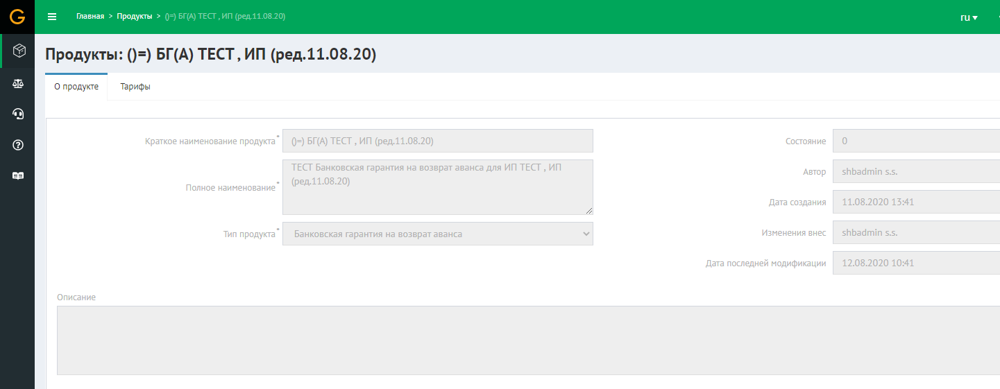 Главная > Продукты > ()=) БГ(А) ТЕСТ , ИП (ред.11.08.20)
ru
Продукты: ()=) БГ(А) ТЕСТ , ИП (ред.11.08.20)
О продукте
Тарифы
Краткое наименование продукта*
()=) БГ(А) ТЕСТ , ИП (ред.11.08.20)
Полное наименование*
ТЕСТ Банковская гарантия на возврат аванса для ИП ТЕСТ , ИП
(ред.11.08.20)
Тип продукта*
Банковская гарантия на возврат аванса
Состояние
0
Автор
shbadmin s.s.
Дата создания
11.08.2020 13:41
Изменения внес
shbadmin s.s.
Дата последней модификации
12.08.2020 10:41
Описание